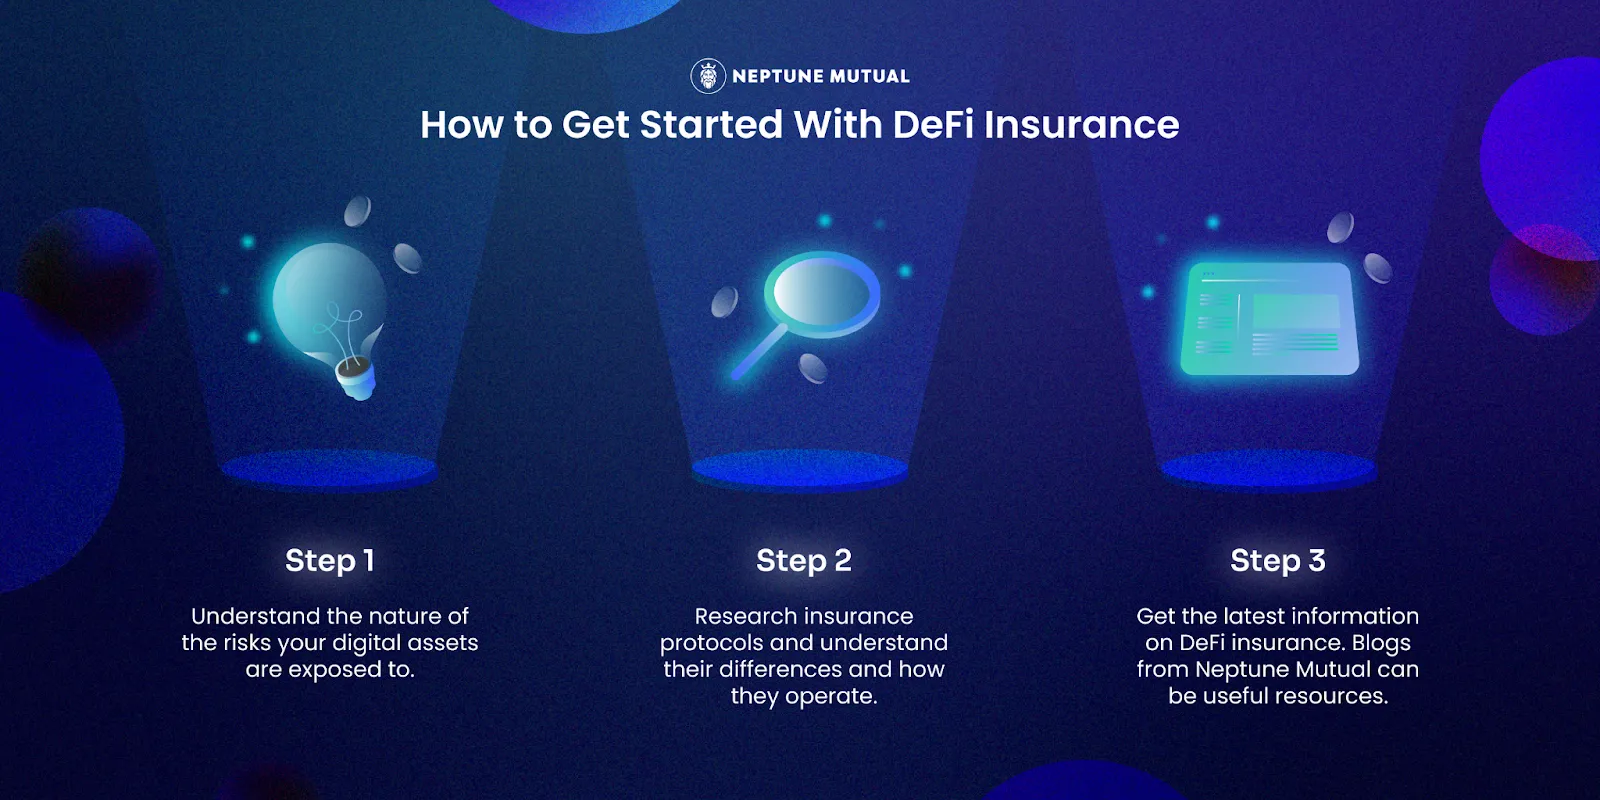 NEPTUNE MUTUAL
How to Get Started With DeFi Insurance
Step 1
Understand the nature of
the risks your digital assets
are exposed to.
Step 2
Research insurance
protocols and understand
their differences and how
they operate.
Step 3
Get the latest information
on DeFi insurance. Blogs
from Neptune Mutual can
be useful resources.